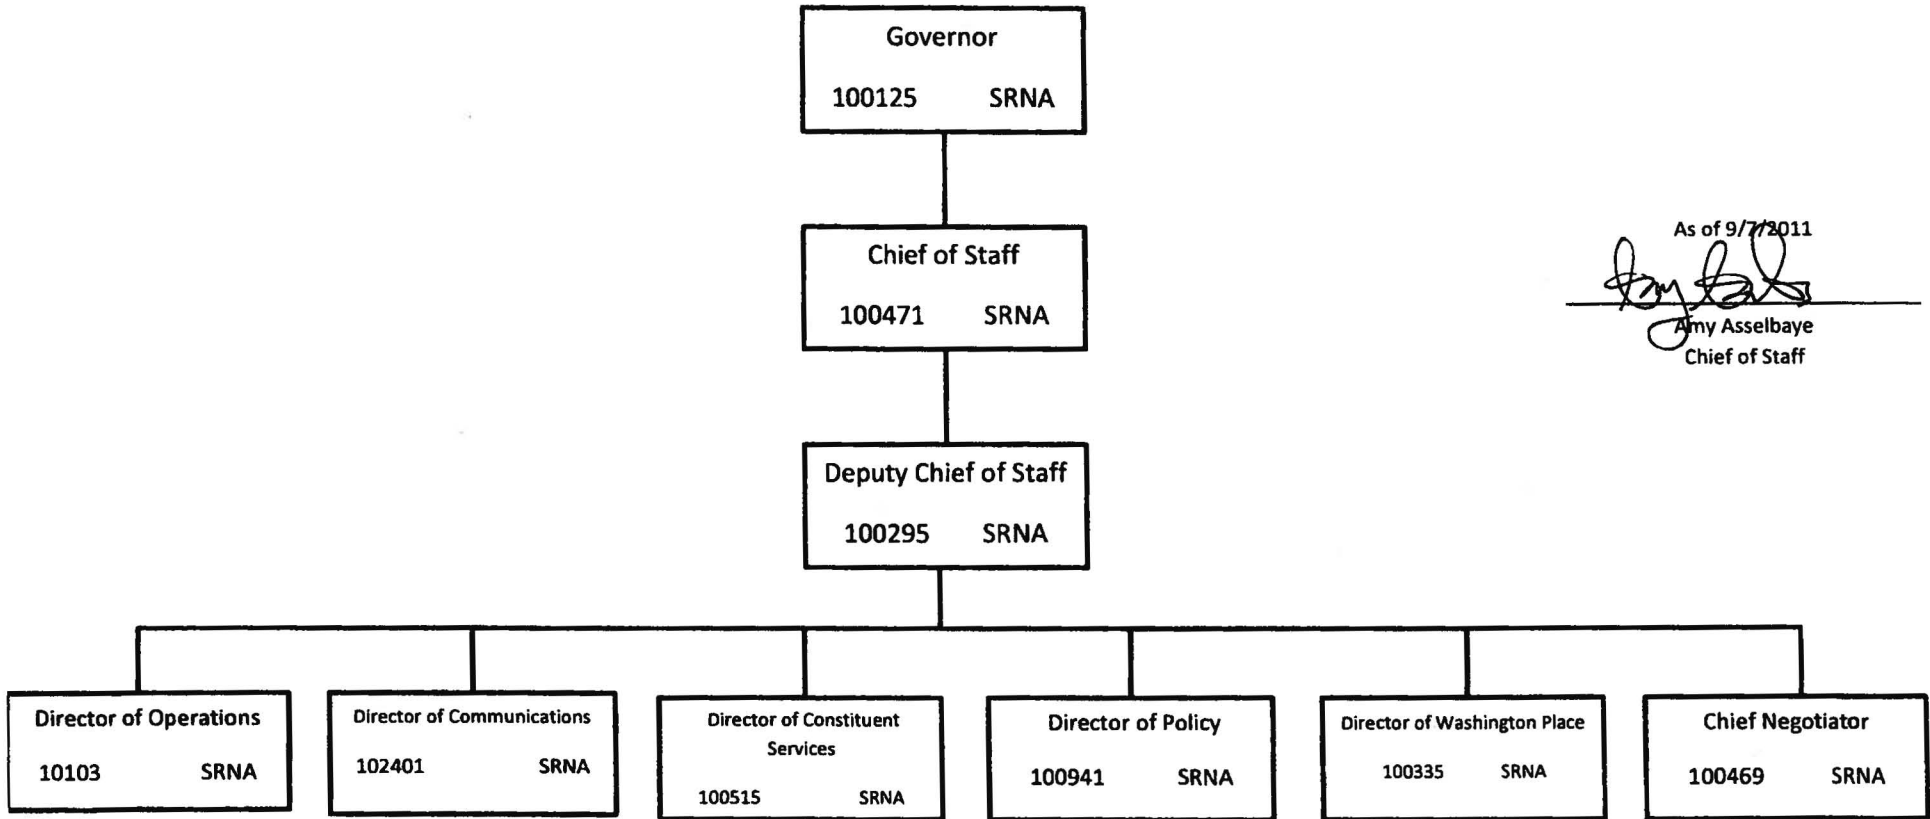 Governor
100125 SRNA
Chief of Staff
100471 SRNA
As of 9/7/2011
Amy Asselbaye
Chief of Staff
Deputy Chief of Staff
100295 SRNA
Director of Operations
10103 SRNA
Director of Communications
102401 SRNA
Director of Constituent
Services
100515 SRNA
Director of Policy
100941 SRNA
Director of Washington Place
100335 SRNA
Chief Negotiator
100469 SRNA